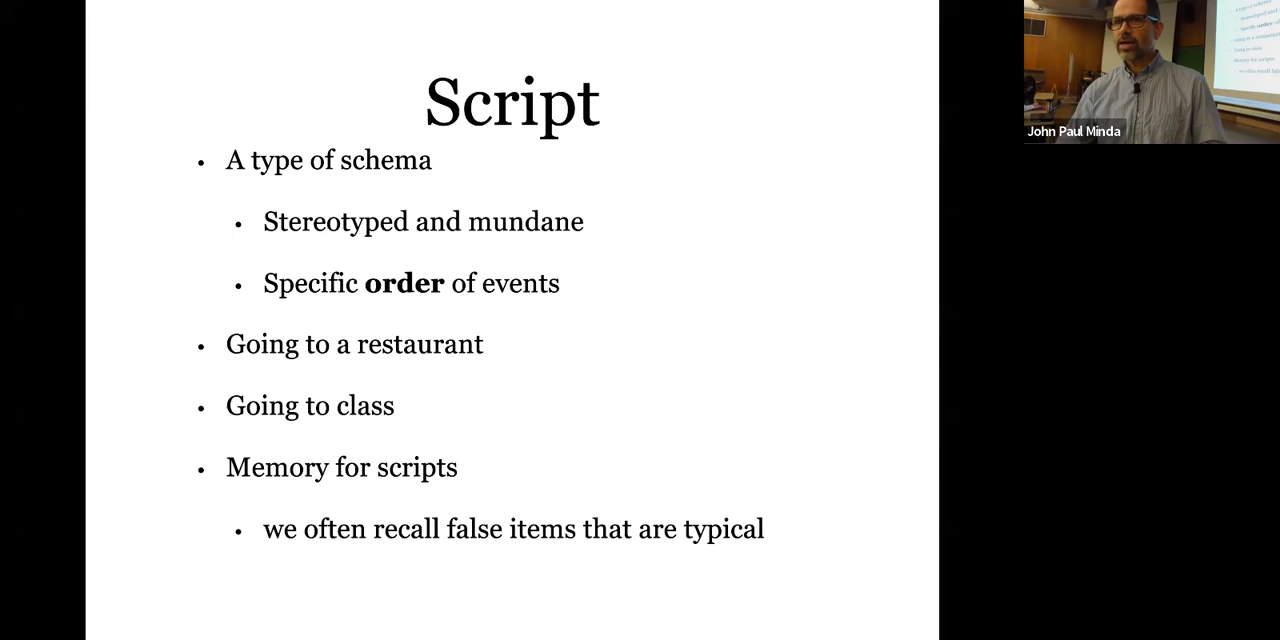 Script
• A type of schema
• Stereotyped and mundane
• Specific order of events
• Going to a restaurant
• Going to class
• Memory for scripts
• we often recall false items that are typical
John Paul Minda